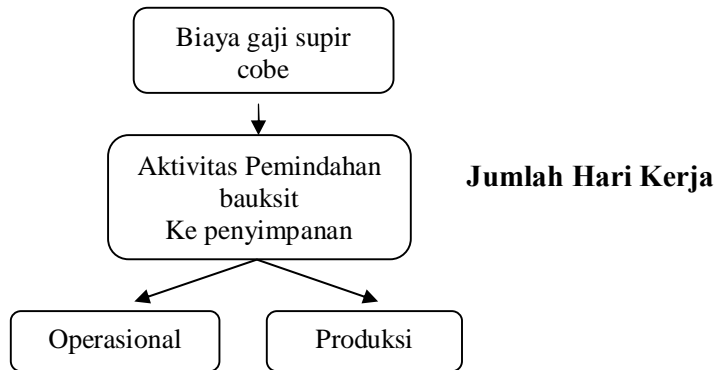 Biaya gaji supir
cobe
Aktivitas Pemindahan
bauksit
Ke penyimpanan
Jumlah Hari Kerja
Operasional
Produksi